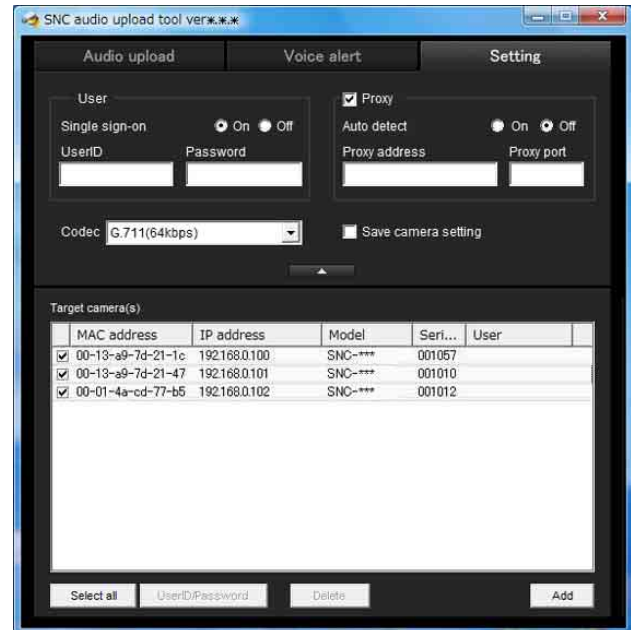 SNC audio upload tool ver*.*.*
Audio upload Voice alert Setting
User Proxy
Single sign-on On Off Auto detect On Off
UserID Password Proxy address Proxy port
Codec G.711(64kbps) Save camera setting
Target camera(s)
MAC address IP address Model Seri... User
00-13-a9-7d-21-1c 192.168.0.100 SNC-*** 001057
00-13-a9-7d-21-47 192.168.0.101 SNC-*** 001010
00-01-4a-cd-77-b5 192.168.0.102 SNC-*** 001012
Select all UserID/Password Delete Add